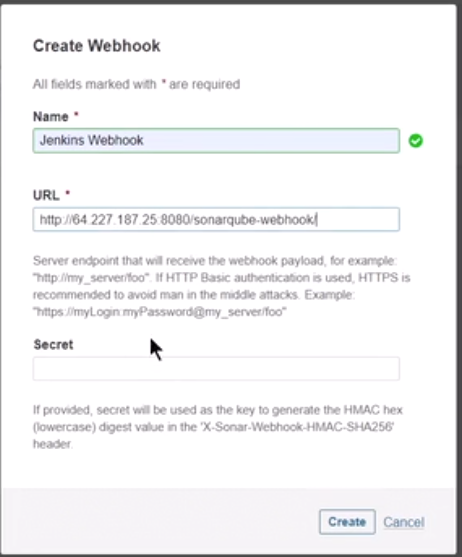 Create Webhook
All fields marked with * are required
Name *
Jenkins Webhook
URL *
http://64.227.187.25:8080/sonarqube-webhook/
Server endpoint that will receive the webhook payload, for example:
"http://my_server/foo". If HTTP Basic authentication is used, HTTPS is
recommended to avoid man in the middle attacks. Example:
"https://myLogin:myPassword@my_server/foo"
Secret
If provided, secret will be used as the key to generate the HMAC hex
(lowercase) digest value in the 'X-Sonar-Webhook-HMAC-SHA256'
header.
Create Cancel